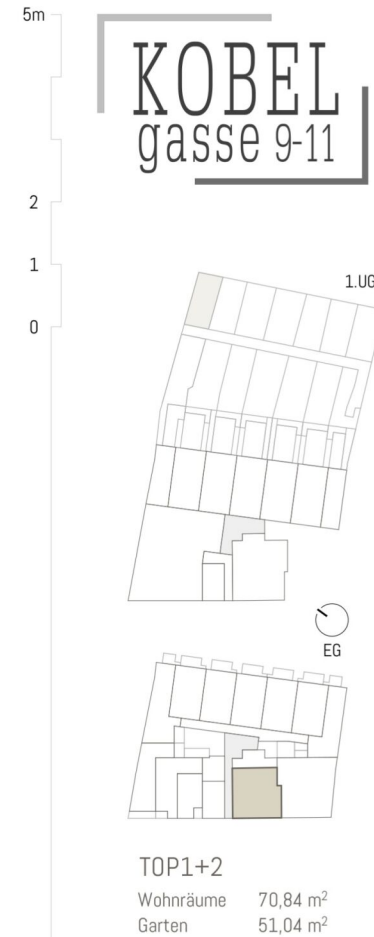 5m
KOBEL
gasse 9-11
2
1
1.UG
0
EG
TOP1+2
Wohnräume 70,84 m²
Garten 51,04 m²